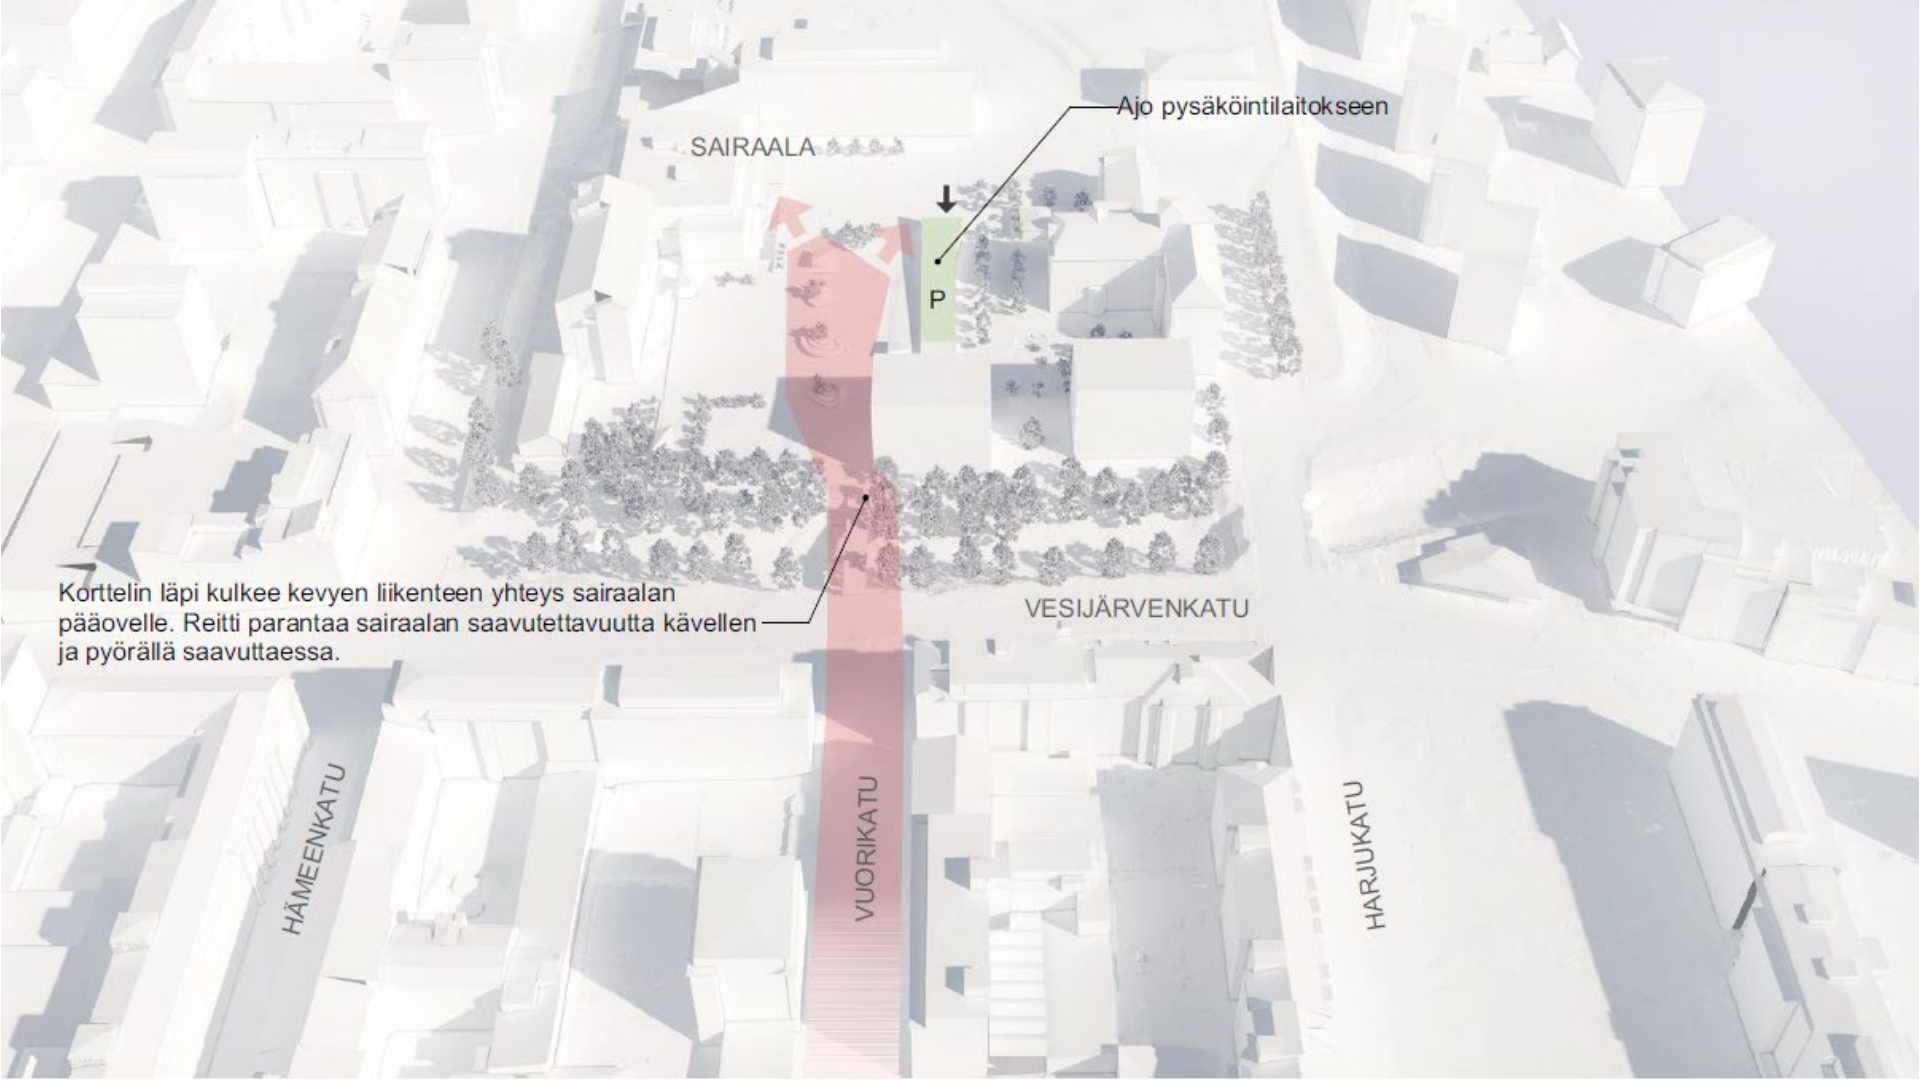 Ajo pysäköintilaitokseen
SAIRAALA
P
Korttelin läpi kulkee kevyen liikenteen yhteys sairaalan
pääovelle. Reitti parantaa sairaalan saavutettavuutta kävellen
ja pyörällä saavuttaessa.
VESIJÄRVENKATU
HÄMEENKATU
VUORIKATU
HARJUKATU